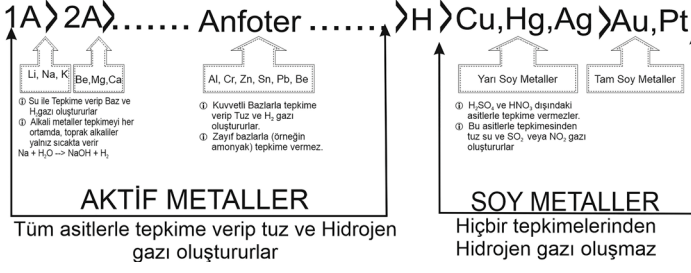 1A>2A>....... Anfoter .......>H>Cu,Hg,Ag>Au,Pt
Li, Na, K
Be,Mg,Ca
Al, Cr, Zn, Sn, Pb, Be
Yarı Soy Metaller
Tam Soy Metaller
Su ile Tepkime verip Baz ve
H₂gazı oluştururlar
Alkali metaller tepkimeyi her
ortamda, toprak alkaliler
yalnız sıcakta verir
Na + H₂O --> NaOH + H₂
Kuvvetli Bazlarla tepkime
verip Tuz ve H₂ gazı
oluştururlar.
Zayıf bazlarla (örneğin
amonyak) tepkime vermez.
H₂SO₄ ve HNO₃ dışındaki
asitlerle tepkime vermezler.
Bu asitlerle tepkimesinden
tuz su ve SO₂ veya NO₂ gazı
oluştururlar
AKTİF METALLER
Tüm asitlerle tepkime verip tuz ve Hidrojen
gazı oluştururlar
SOY METALLER
Hiçbir tepkimelerinden
Hidrojen gazı oluşmaz